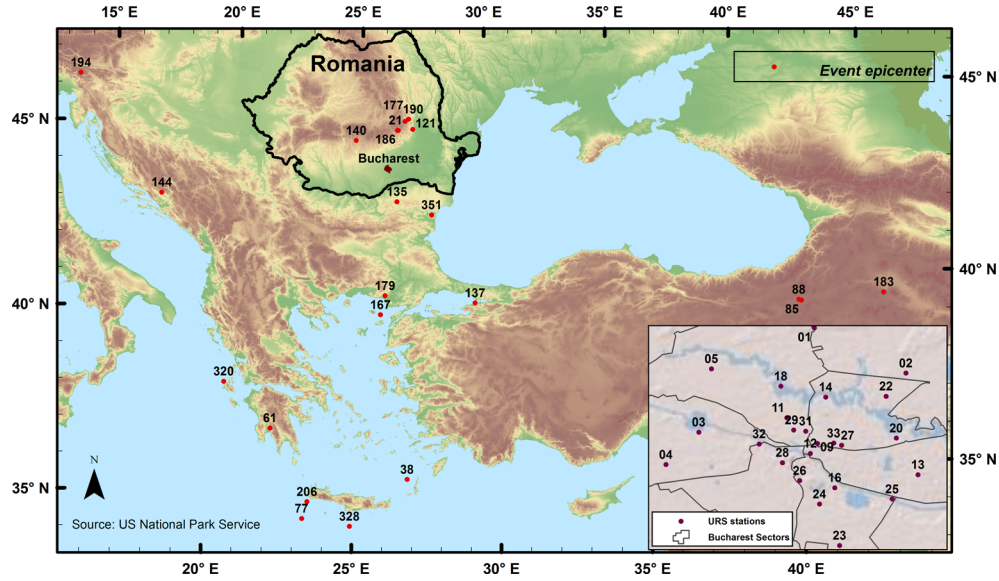 15° E 20° E 25° E 30° E 35° E 40° E 45° E
194
Romania
Event epicenter
45° N
45° N
177 190
21 121
140 186
Bucharest
144
135
351
40° N
179 137
88 183
167
85
40° N
01
05 02
18 14 22
320
11
61
29 31
03 33 27 20
32 12 09
04 28
26 16 13
38
35° N
24 25
35° N
206
77
328
23
N
Source: US National Park Service
URS stations
Bucharest Sectors
20° E 25° E 30° E 35° E 40° E